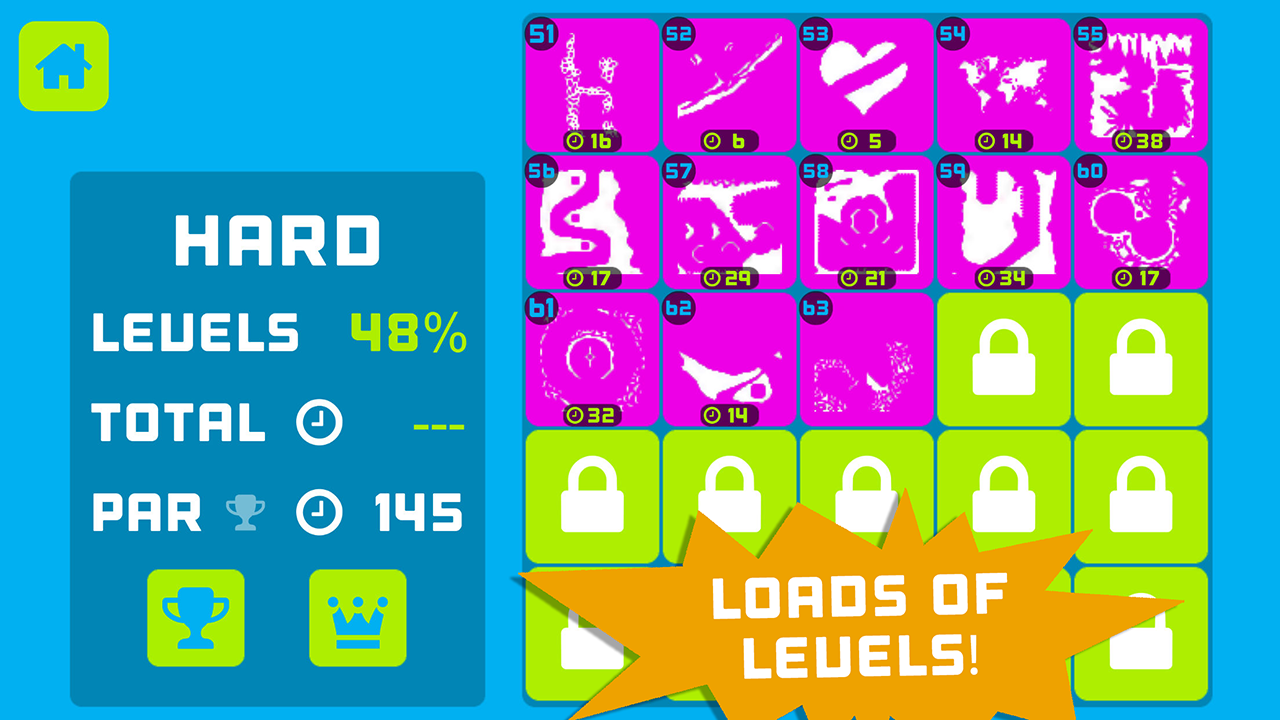 HARD
LEVELS 48%
TOTAL ---
PAR 145
51 52 53 54 55
16 6 5 14 38
56 57 58 59 60
17 29 21 34 17
61 62 63
32 14
LOADS OF
LEVELS!